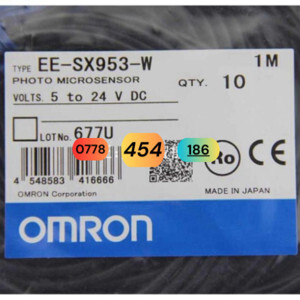 TYPE EE-SX953-W 1M
PHOTO MICROSENSOR
QTY. 10
VOLTS. 5 to 24 V DC
LOT No. 677U
0778 454 186
4 548583 416666
OMRON Corporation
MADE IN JAPAN
Ro CE
OMRON